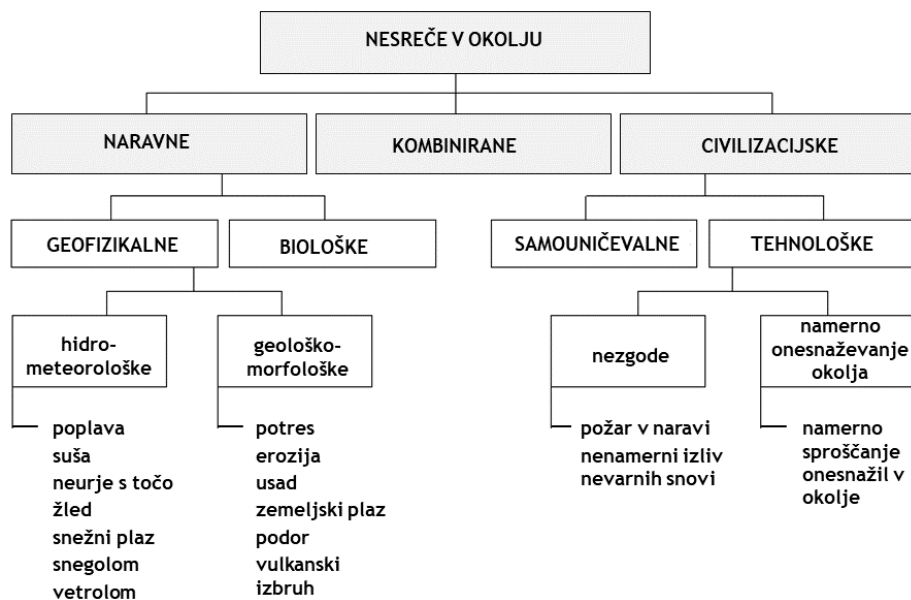 NESREČE V OKOLJU
NARAVNE
KOMBINIRANE
CIVILIZACIJSKE
GEOFIZIKALNE
BIOLOŠKE
SAMOUNIČEVALNE
TEHNOLOŠKE
hidro-
meteorološke
geološko-
morfološke
nezgode
namerno
onesnaževanje
okolja
poplava
suša
neurje s točo
žled
snežni plaz
snegolom
vetrolom
potres
erozija
usad
zemeljski plaz
podor
vulkanski
izbruh
požar v naravi
nenamerni izliv
nevarnih snovi
namerno
sproščanje
onesnažil v
okolje